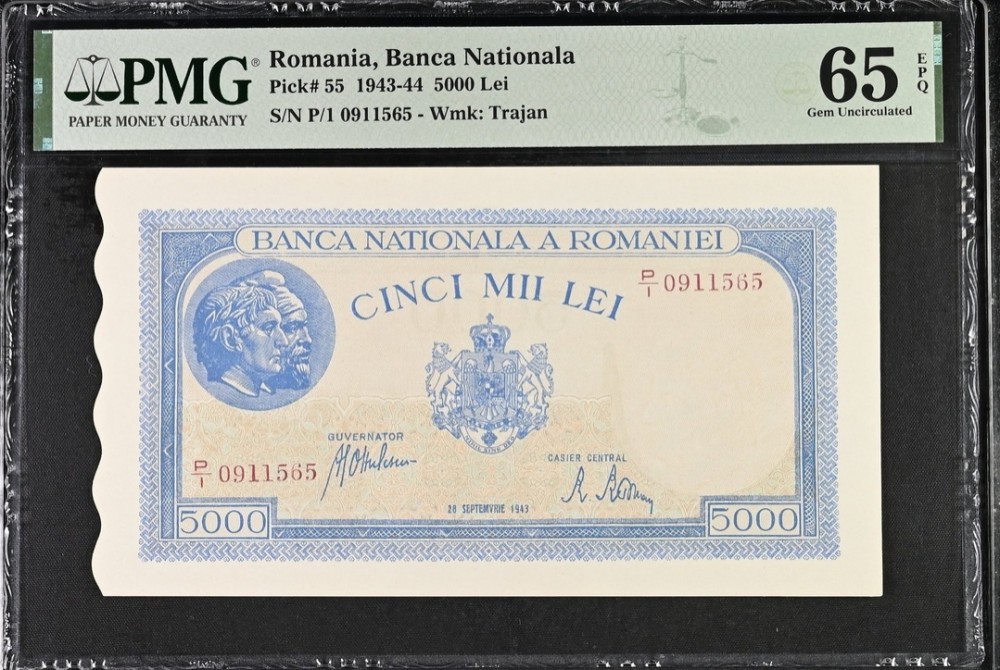 PMG®
PAPER MONEY GUARANTY
Romania, Banca Nationala
Pick# 55 1943-44 5000 Lei
S/N P/1 0911565 - Wmk: Trajan
65 EPQ
Gem Uncirculated
BANCA NATIONALA A ROMANIEI
CINCI MII LEI
P/1 0911565
GUVERNATOR
CASIER CENTRAL
P/1 0911565
28 SEPTEMVRIE 1943
5000
5000